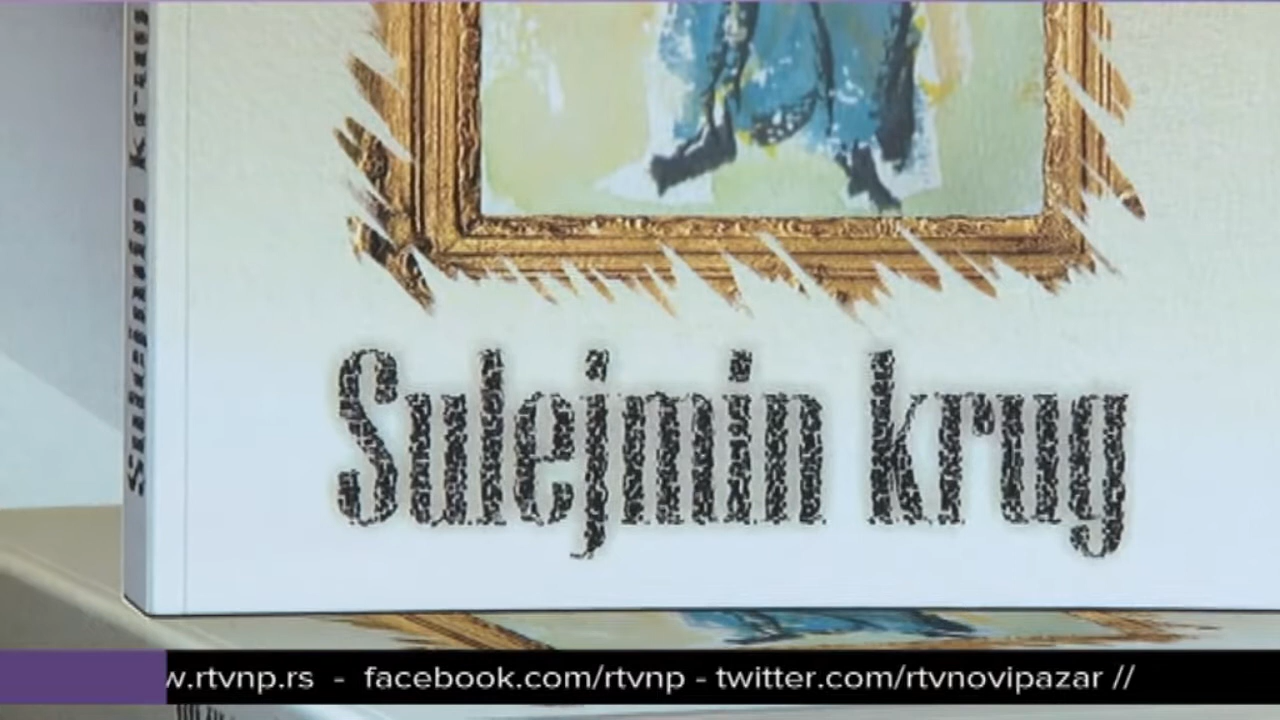 Sulejmin krug
w.rtvnp.rs - facebook.com/rtvnp - twitter.com/rtvnovipazar //